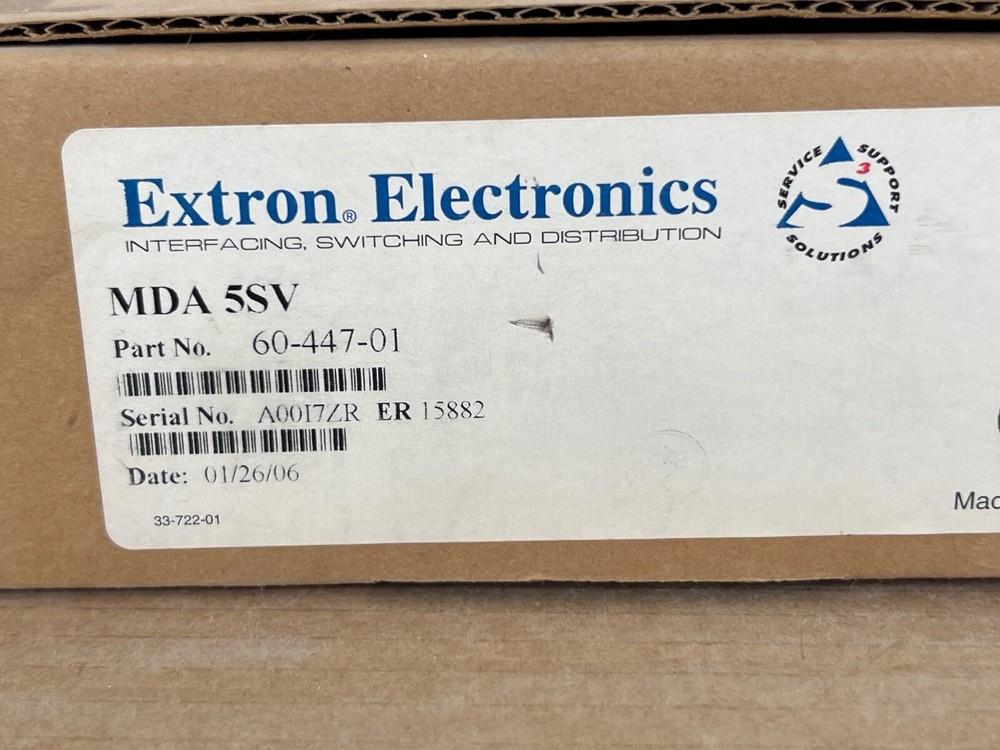 Extron® Electronics
INTERFACING, SWITCHING AND DISTRIBUTION
SERVICE SUPPORT SOLUTIONS
S3
MDA 5SV
Part No. 60-447-01
Serial No. A00I7ZR ER 15882
Date: 01/26/06
33-722-01
Mad